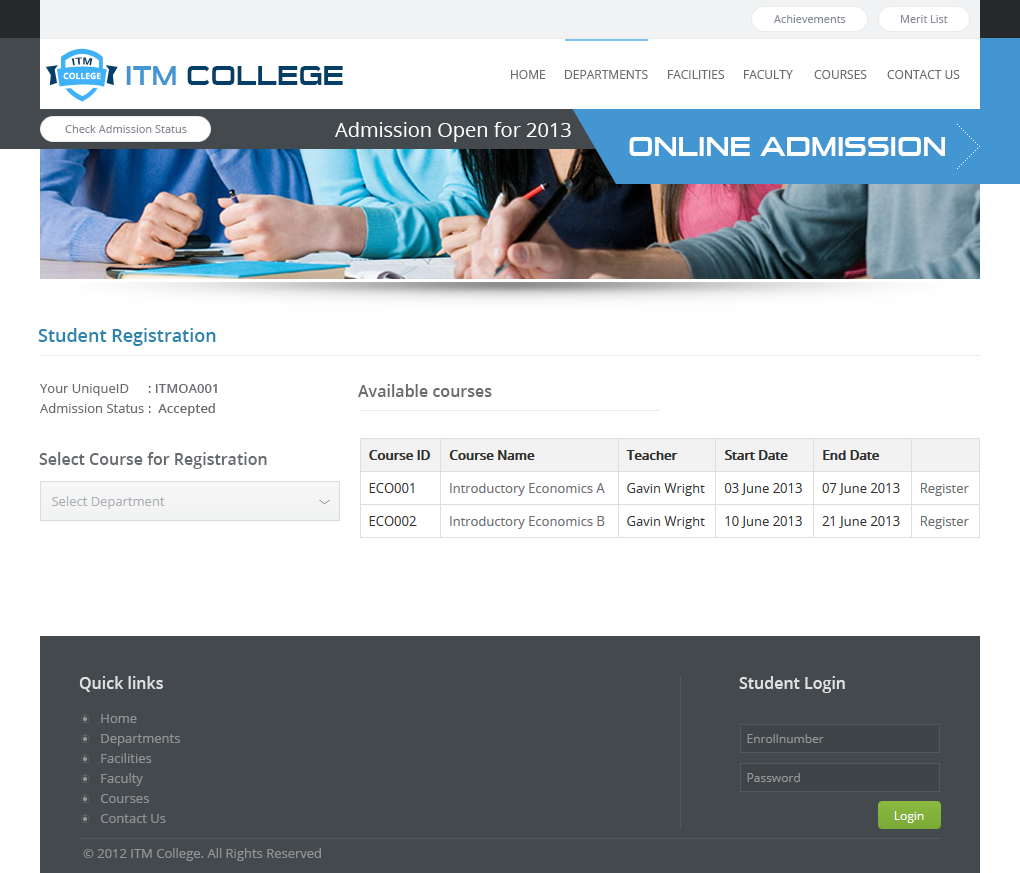 Achievements
Merit List
ITM
COLLEGE
ITM COLLEGE
HOME DEPARTMENTS FACILITIES FACULTY COURSES CONTACT US
Check Admission Status
Admission Open for 2013
ONLINE ADMISSION
Student Registration
Your UniqueID : ITMOA001
Admission Status : Accepted
Select Course for Registration
Select Department
Available courses
Course ID Course Name Teacher Start Date End Date
ECO001 Introductory Economics A Gavin Wright 03 June 2013 07 June 2013 Register
ECO002 Introductory Economics B Gavin Wright 10 June 2013 21 June 2013 Register
Quick links
Home
Departments
Facilities
Faculty
Courses
Contact Us
Student Login
Enrollnumber
Password
Login
© 2012 ITM College. All Rights Reserved